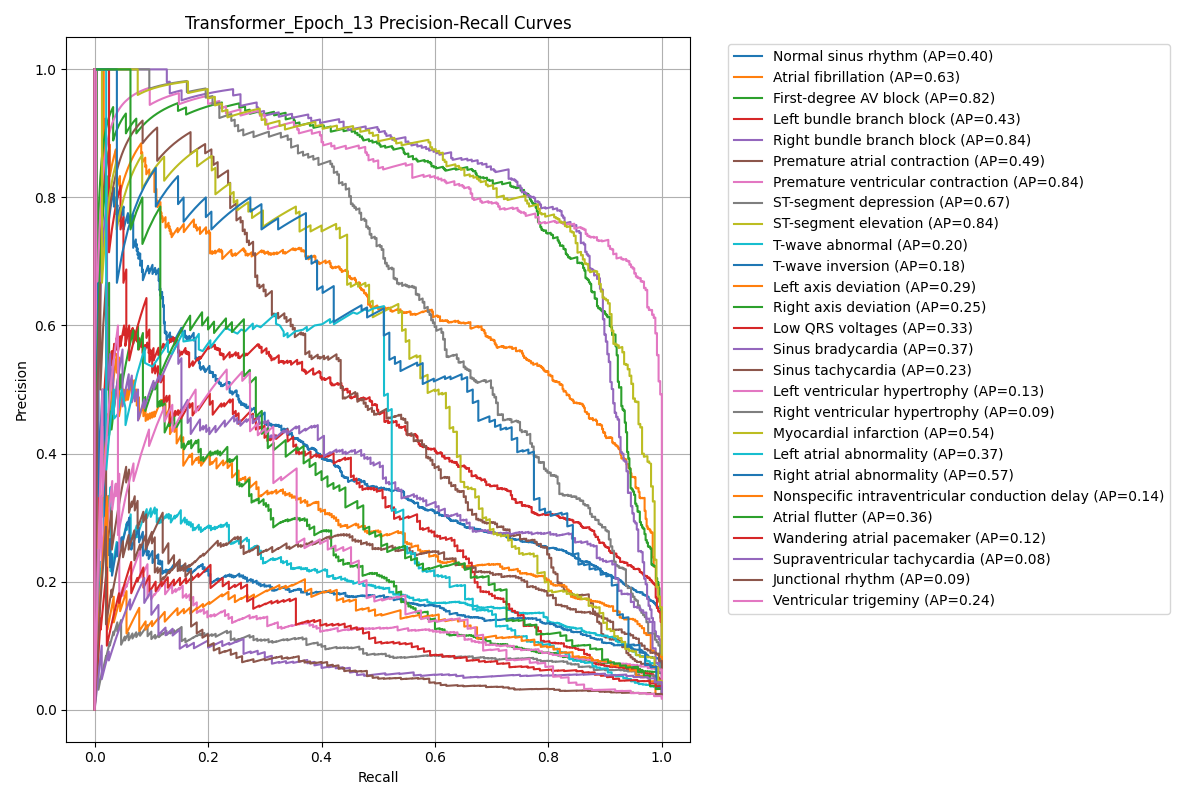 Transformer_Epoch_13 Precision-Recall Curves
1.0
0.8
0.6
0.4
0.2
0.0
Precision
0.0 0.2 0.4 0.6 0.8 1.0
Recall
Normal sinus rhythm (AP=0.40)
Atrial fibrillation (AP=0.63)
First-degree AV block (AP=0.82)
Left bundle branch block (AP=0.43)
Right bundle branch block (AP=0.84)
Premature atrial contraction (AP=0.49)
Premature ventricular contraction (AP=0.84)
ST-segment depression (AP=0.67)
ST-segment elevation (AP=0.84)
T-wave abnormal (AP=0.20)
T-wave inversion (AP=0.18)
Left axis deviation (AP=0.29)
Right axis deviation (AP=0.25)
Low QRS voltages (AP=0.33)
Sinus bradycardia (AP=0.37)
Sinus tachycardia (AP=0.23)
Left ventricular hypertrophy (AP=0.13)
Right ventricular hypertrophy (AP=0.09)
Myocardial infarction (AP=0.54)
Left atrial abnormality (AP=0.37)
Right atrial abnormality (AP=0.57)
Nonspecific intraventricular conduction delay (AP=0.14)
Atrial flutter (AP=0.36)
Wandering atrial pacemaker (AP=0.12)
Supraventricular tachycardia (AP=0.08)
Junctional rhythm (AP=0.09)
Ventricular trigeminy (AP=0.24)